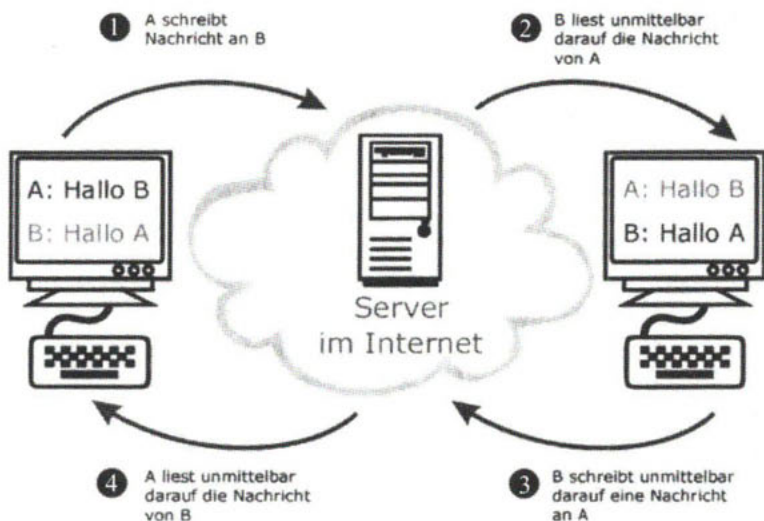 1 A schreibt
Nachricht an B
2 B liest unmittelbar
darauf die Nachricht
von A
A: Hallo B
B: Hallo A
Server
im Internet
A: Hallo B
B: Hallo A
4 A liest unmittelbar
darauf die Nachricht
von B
3 B schreibt unmittelbar
darauf eine Nachricht
an A